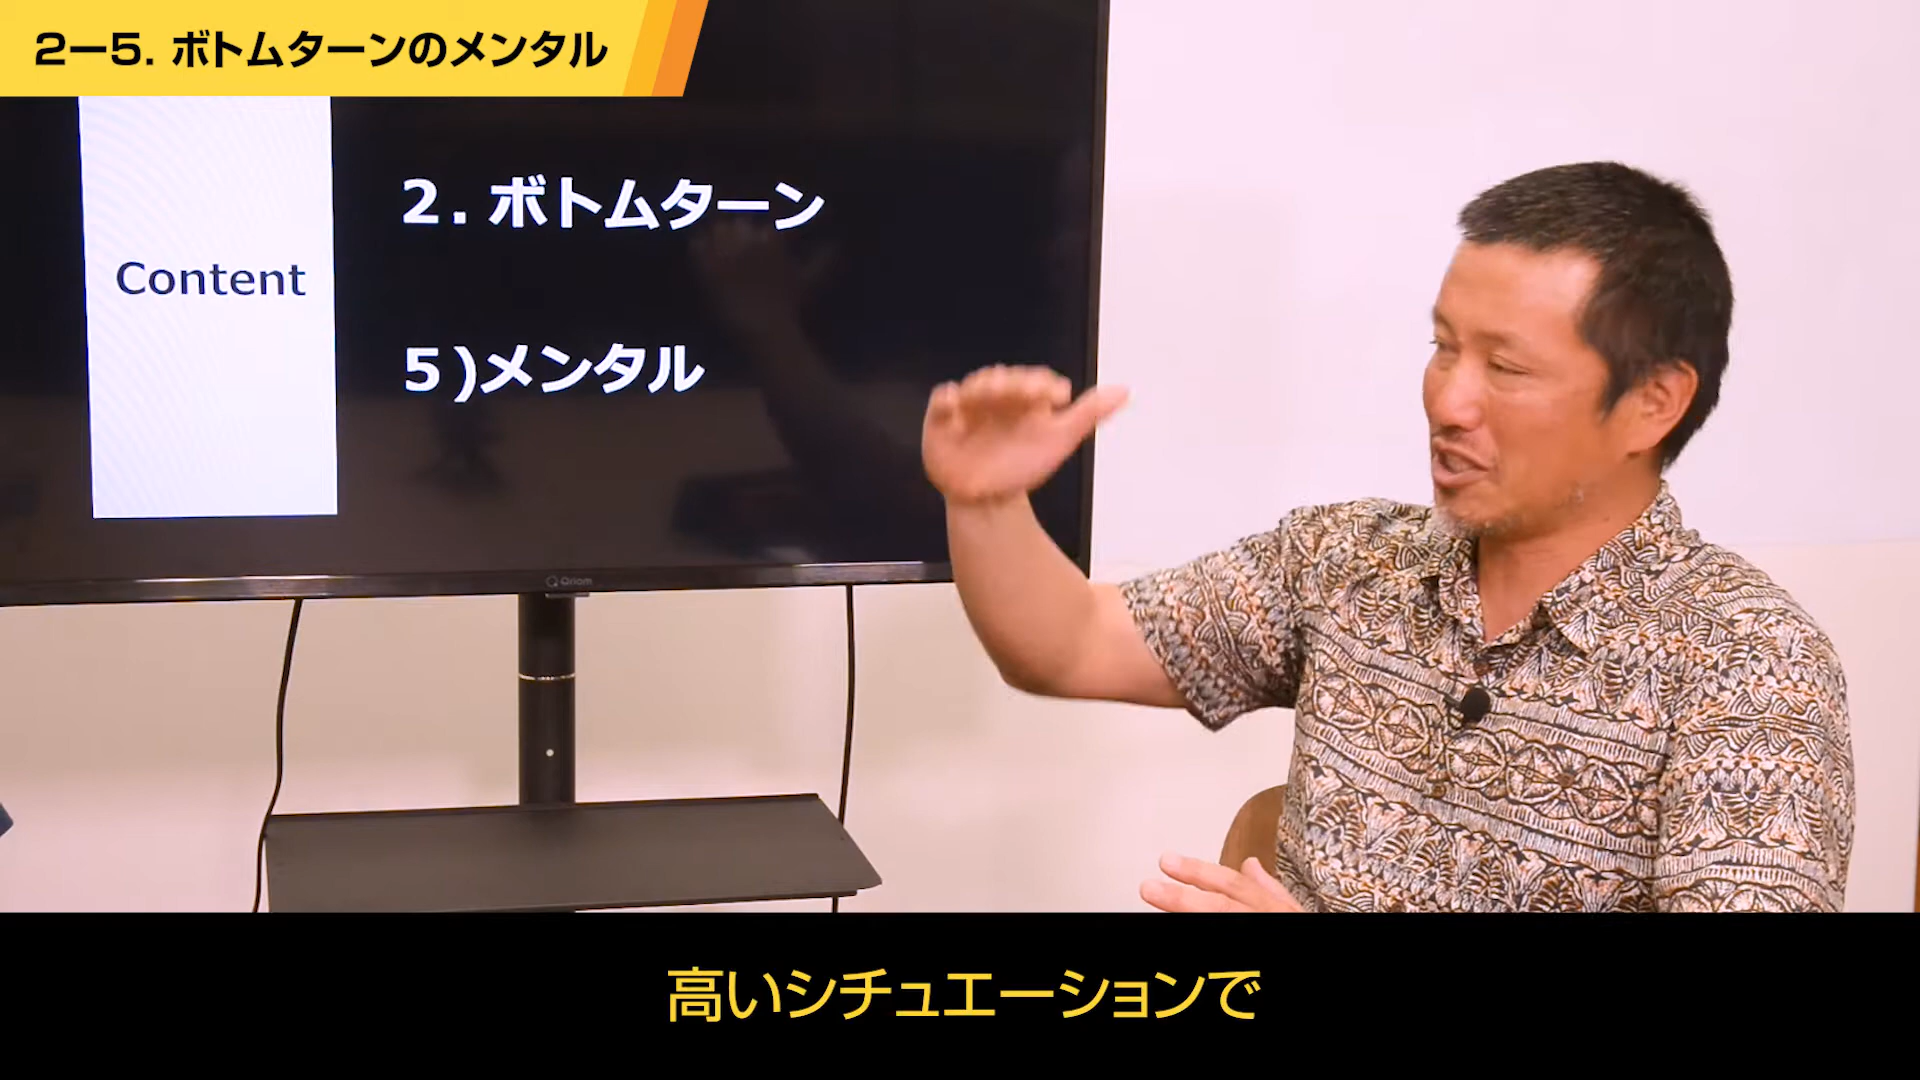 2ー5. ボトムターンのメンタル
2. ボトムターン
Content
5)メンタル
Qriom
高いシチュエーションで